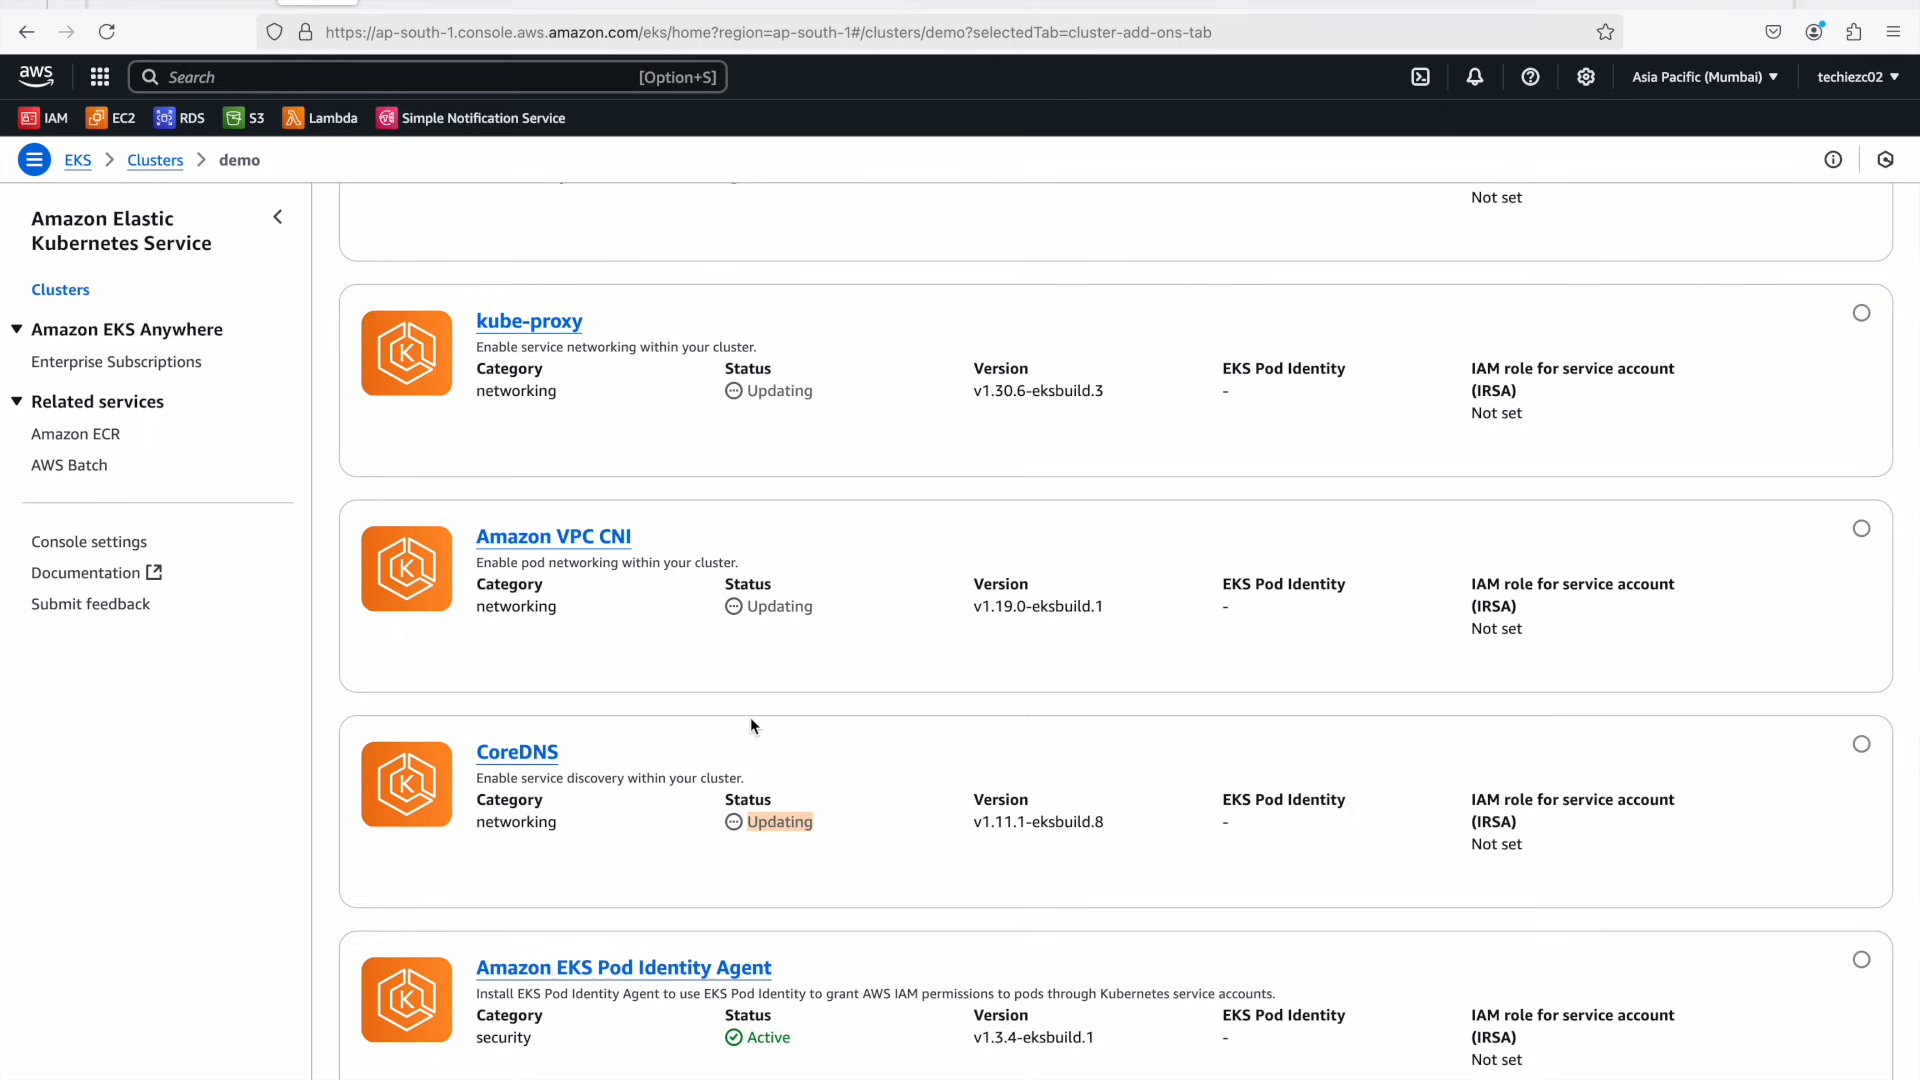 https://ap-south-1.console.aws.amazon.com/eks/home?region=ap-south-1#/clusters/demo?selectedTab=cluster-add-ons-tab
aws
Search
[Option+S]
Asia Pacific (Mumbai)
techiezc02
IAM
EC2
RDS
S3
Lambda
Simple Notification Service
EKS
Clusters
demo
Amazon Elastic
Kubernetes Service
Clusters
Amazon EKS Anywhere
Enterprise Subscriptions
Related services
Amazon ECR
AWS Batch
Console settings
Documentation
Submit feedback
Not set
kube-proxy
Enable service networking within your cluster.
Category
networking
Status
Updating
Version
v1.30.6-eksbuild.3
EKS Pod Identity
-
IAM role for service account
(IRSA)
Not set
Amazon VPC CNI
Enable pod networking within your cluster.
Category
networking
Status
Updating
Version
v1.19.0-eksbuild.1
EKS Pod Identity
-
IAM role for service account
(IRSA)
Not set
CoreDNS
Enable service discovery within your cluster.
Category
networking
Status
Updating
Version
v1.11.1-eksbuild.8
EKS Pod Identity
-
IAM role for service account
(IRSA)
Not set
Amazon EKS Pod Identity Agent
Install EKS Pod Identity Agent to use EKS Pod Identity to grant AWS IAM permissions to pods through Kubernetes service accounts.
Category
security
Status
Active
Version
v1.3.4-eksbuild.1
EKS Pod Identity
-
IAM role for service account
(IRSA)
Not set